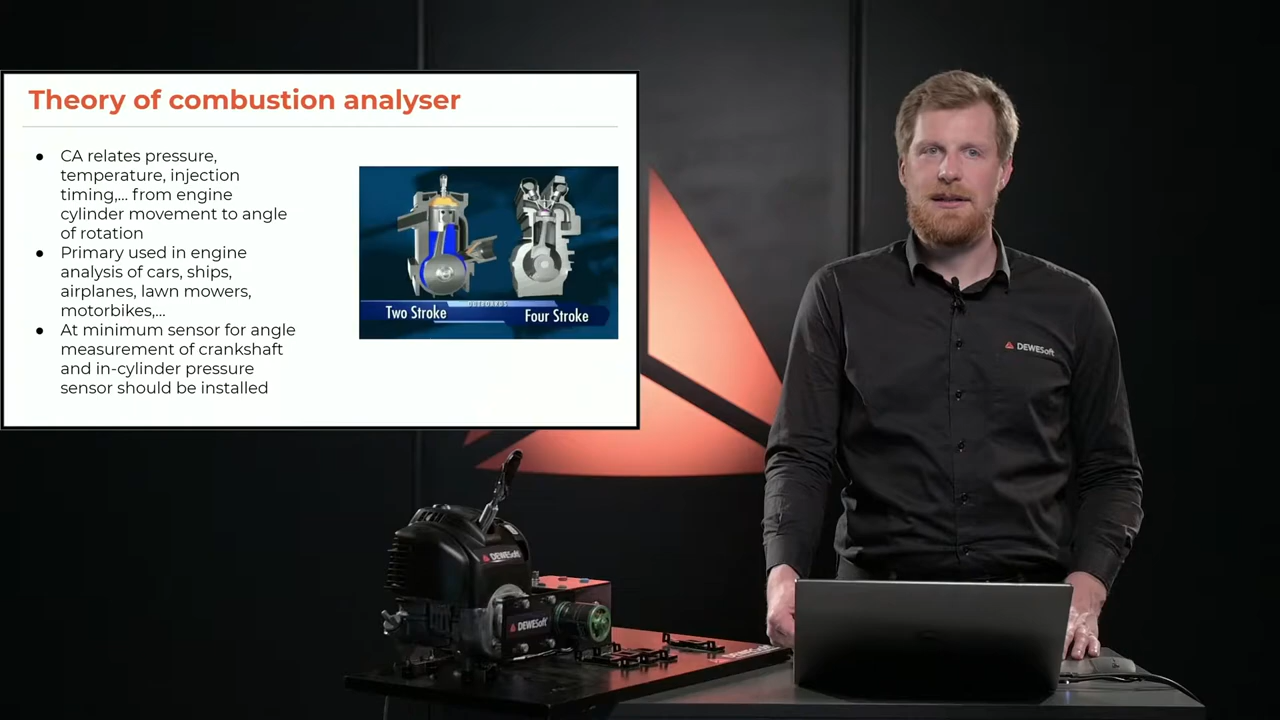 Theory of combustion analyser
● CA relates pressure,
temperature, injection
timing,... from engine
cylinder movement to angle
of rotation
● Primary used in engine
analysis of cars, ships,
airplanes, lawn mowers,
motorbikes,...
● At minimum sensor for angle
measurement of crankshaft
and in-cylinder pressure
sensor should be installed
OUTBOARDS
Two Stroke
Four Stroke
DEWESoft
DEWESoft
DEWESoft
DEWESoft